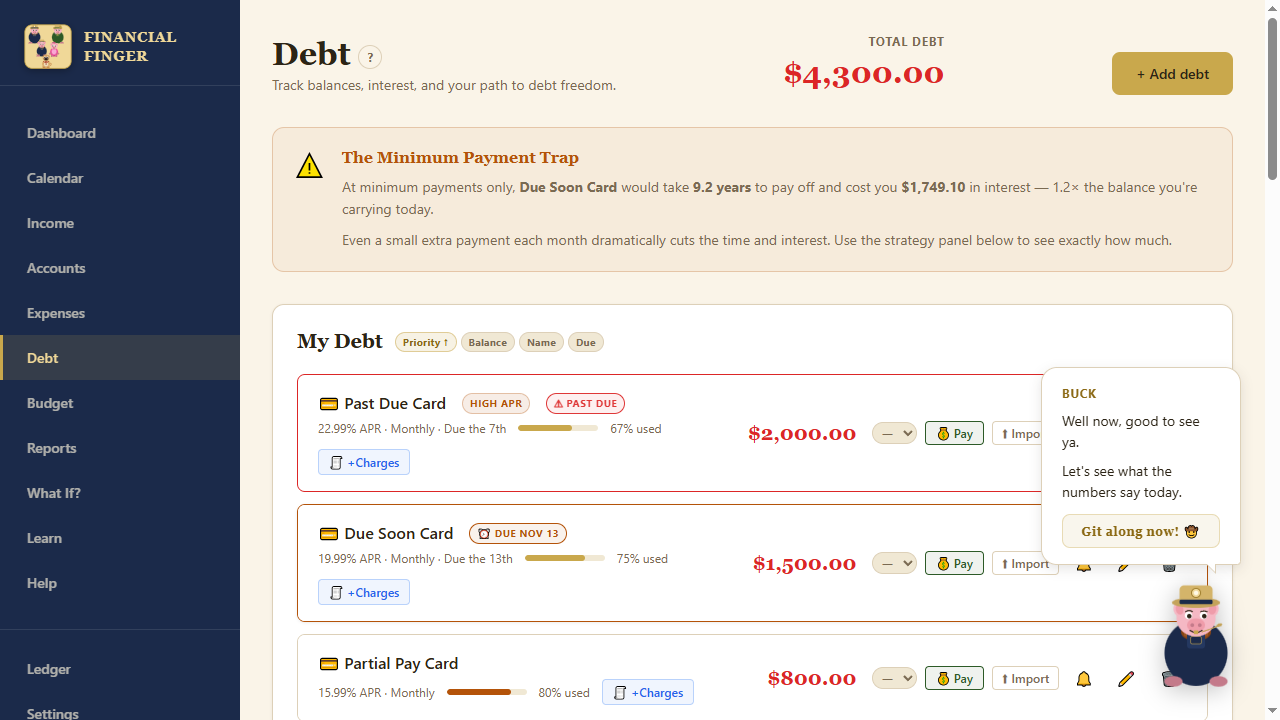 FINANCIAL
FINGER
Dashboard
Calendar
Income
Accounts
Expenses
Debt
Budget
Reports
What If?
Learn
Help
Ledger
Settings
Debt ?
Track balances, interest, and your path to debt freedom.
TOTAL DEBT
$4,300.00
+ Add debt
The Minimum Payment Trap
At minimum payments only, Due Soon Card would take 9.2 years to pay off and cost you $1,749.10 in interest — 1.2× the balance you're
carrying today.
Even a small extra payment each month dramatically cuts the time and interest. Use the strategy panel below to see exactly how much.
My Debt Priority ↑ Balance Name Due
Past Due Card HIGH APR ⚠ PAST DUE
22.99% APR · Monthly · Due the 7th 67% used
+Charges
$2,000.00 — Pay ⬆ Impo
Due Soon Card ⏰ DUE NOV 13
19.99% APR · Monthly · Due the 13th 75% used
+Charges
$1,500.00 — Pay ⬆ Import
Partial Pay Card
15.99% APR · Monthly 80% used +Charges
$800.00 — Pay ⬆ Import
BUCK
Well now, good to see
ya.
Let's see what the
numbers say today.
Git along now! 🤠